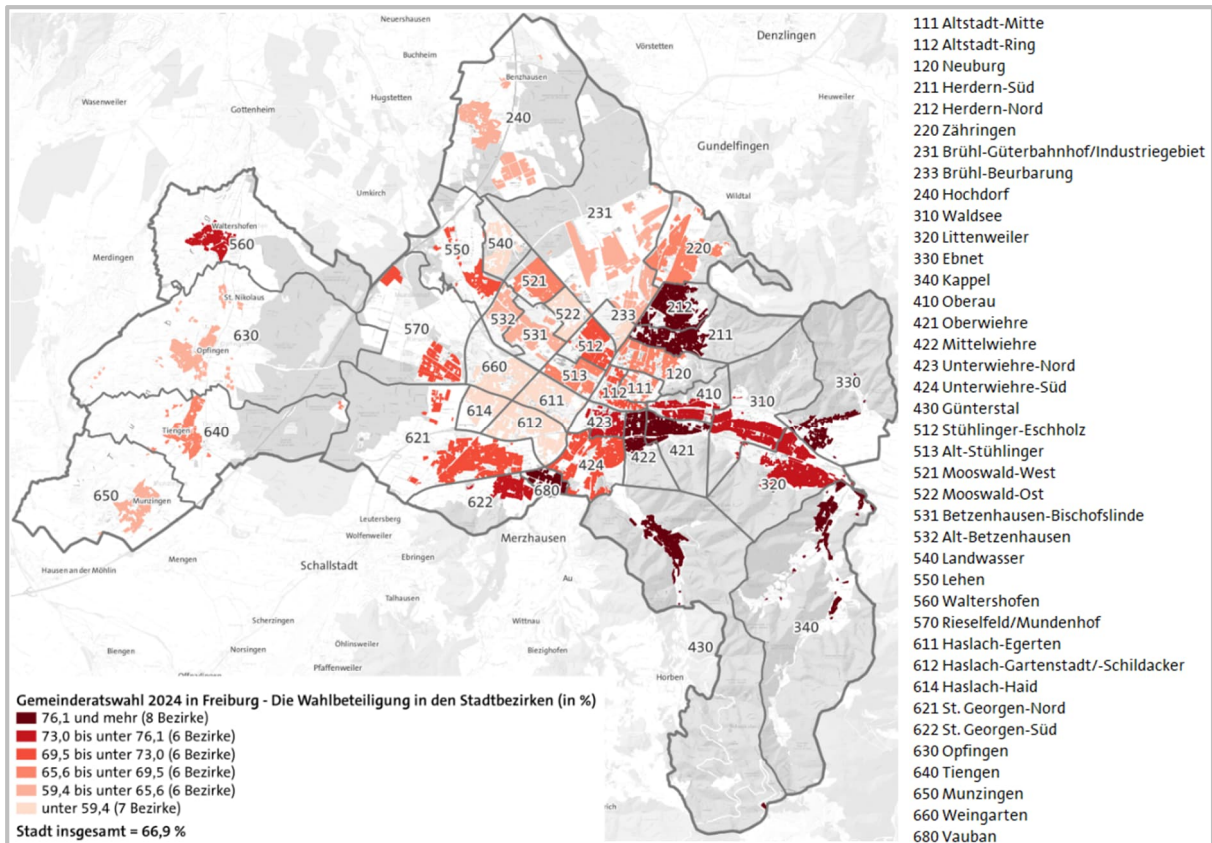 Neuershausen
Denzlingen
Vörstetten
Buchheim
Benzhausen
Wasenweiler
Hugstetten
Heuweiler
Gottenheim
240
Gundelfingen
Umkirch
Wildtal
231
Waltershofen
560
540
550
220
Merdingen
521
St. Nikolaus
212
532
522
233
570
531
211
630
512
Opfingen
660
513
120
330
112
111
611
410
310
614
423
Tiengen
640
612
621
422
421
424
320
650
Munzingen
680
622
Leutersberg
Wolfenweiler
Merzhausen
Mengen
Ebringen
Hausen an der Möhlin
Schallstadt
Au
Talhausen
Scherzingen
Wittnau
340
Öhlinsweiler
430
Biengen
Norsingen
Biezighofen
Pfaffenweiler
Horben
Gemeinderatswahl 2024 in Freiburg - Die Wahlbeteiligung in den Stadtbezirken (in %)
76,1 und mehr (8 Bezirke)
73,0 bis unter 76,1 (6 Bezirke)
69,5 bis unter 73,0 (6 Bezirke)
65,6 bis unter 69,5 (6 Bezirke)
59,4 bis unter 65,6 (6 Bezirke)
unter 59,4 (7 Bezirke)
Stadt insgesamt = 66,9 %
111 Altstadt-Mitte
112 Altstadt-Ring
120 Neuburg
211 Herdern-Süd
212 Herdern-Nord
220 Zähringen
231 Brühl-Güterbahnhof/Industriegebiet
233 Brühl-Beurbarung
240 Hochdorf
310 Waldsee
320 Littenweiler
330 Ebnet
340 Kappel
410 Oberau
421 Oberwiehre
422 Mittelwiehre
423 Unterwiehre-Nord
424 Unterwiehre-Süd
430 Günterstal
512 Stühlinger-Eschholz
513 Alt-Stühlinger
521 Mooswald-West
522 Mooswald-Ost
531 Betzenhausen-Bischofslinde
532 Alt-Betzenhausen
540 Landwasser
550 Lehen
560 Waltershofen
570 Rieselfeld/Mundenhof
611 Haslach-Egerten
612 Haslach-Gartenstadt/-Schildacker
614 Haslach-Haid
621 St. Georgen-Nord
622 St. Georgen-Süd
630 Opfingen
640 Tiengen
650 Munzingen
660 Weingarten
680 Vauban